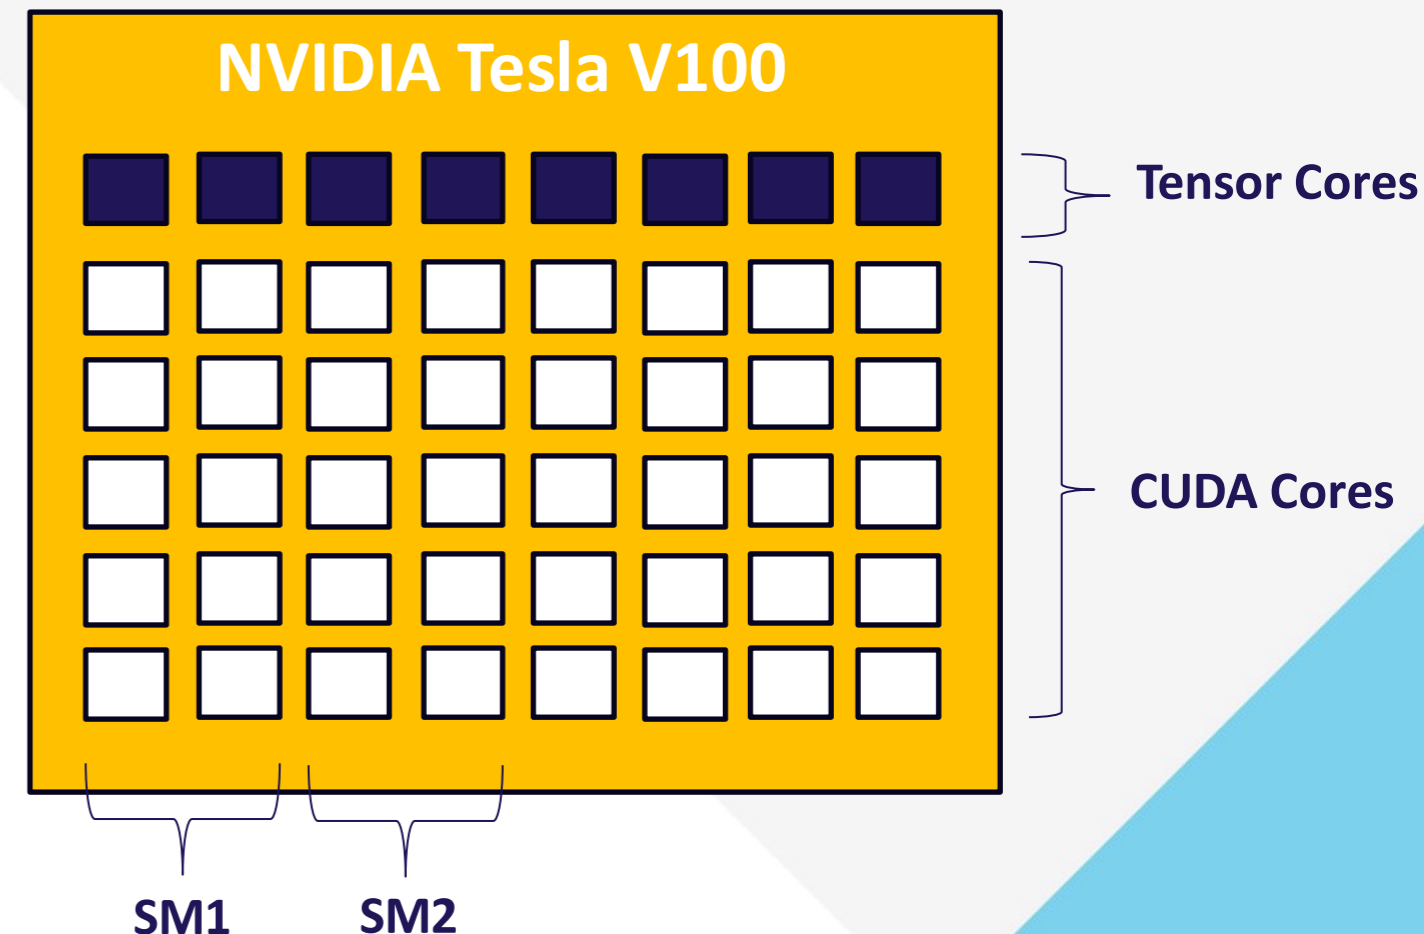 NVIDIA Tesla V100
Tensor Cores
CUDA Cores
SM1
SM2